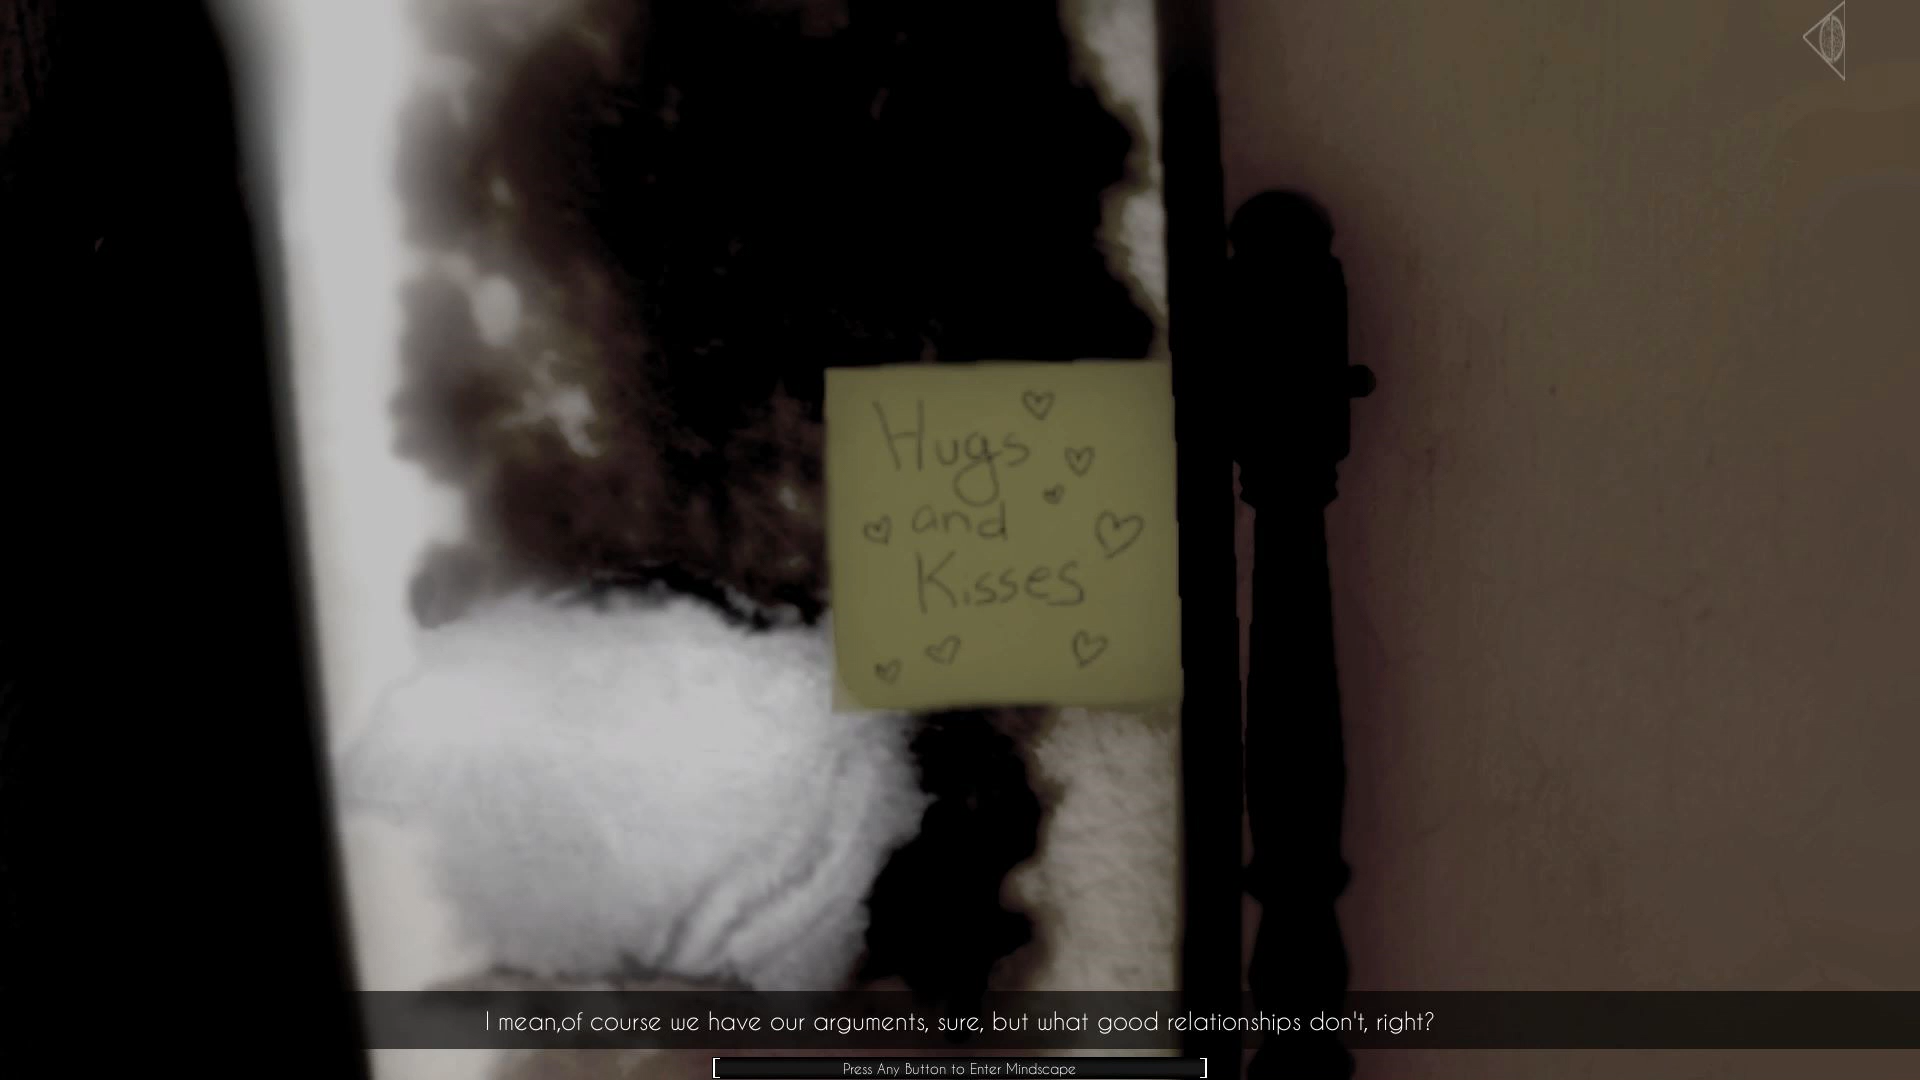 Hugs
and
Kisses
I mean,of course we have our arguments, sure, but what good relationships don't, right?
Press Any Button to Enter Mindscape